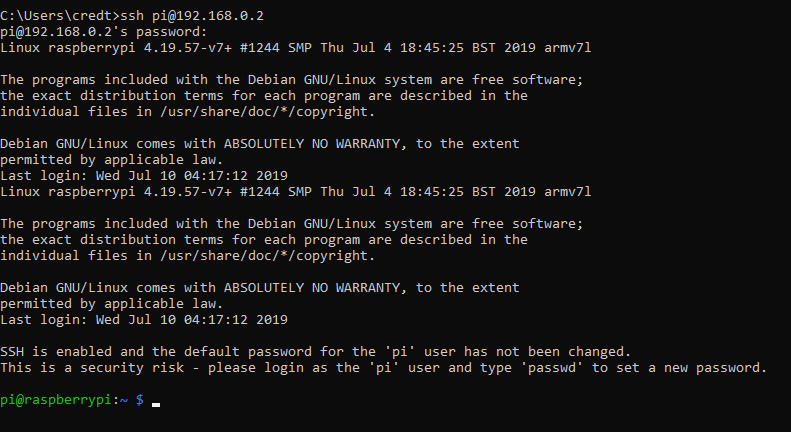 C:\Users\credt>ssh pi@192.168.0.2
pi@192.168.0.2's password:
Linux raspberrypi 4.19.57-v7+ #1244 SMP Thu Jul 4 18:45:25 BST 2019 armv7l
The programs included with the Debian GNU/Linux system are free software;
the exact distribution terms for each program are described in the
individual files in /usr/share/doc/*/copyright.
Debian GNU/Linux comes with ABSOLUTELY NO WARRANTY, to the extent
permitted by applicable law.
Last login: Wed Jul 10 04:17:12 2019
Linux raspberrypi 4.19.57-v7+ #1244 SMP Thu Jul 4 18:45:25 BST 2019 armv7l
The programs included with the Debian GNU/Linux system are free software;
the exact distribution terms for each program are described in the
individual files in /usr/share/doc/*/copyright.
Debian GNU/Linux comes with ABSOLUTELY NO WARRANTY, to the extent
permitted by applicable law.
Last login: Wed Jul 10 04:17:12 2019
SSH is enabled and the default password for the 'pi' user has not been changed.
This is a security risk - please login as the 'pi' user and type 'passwd' to set a new password.
pi@raspberrypi:~ $